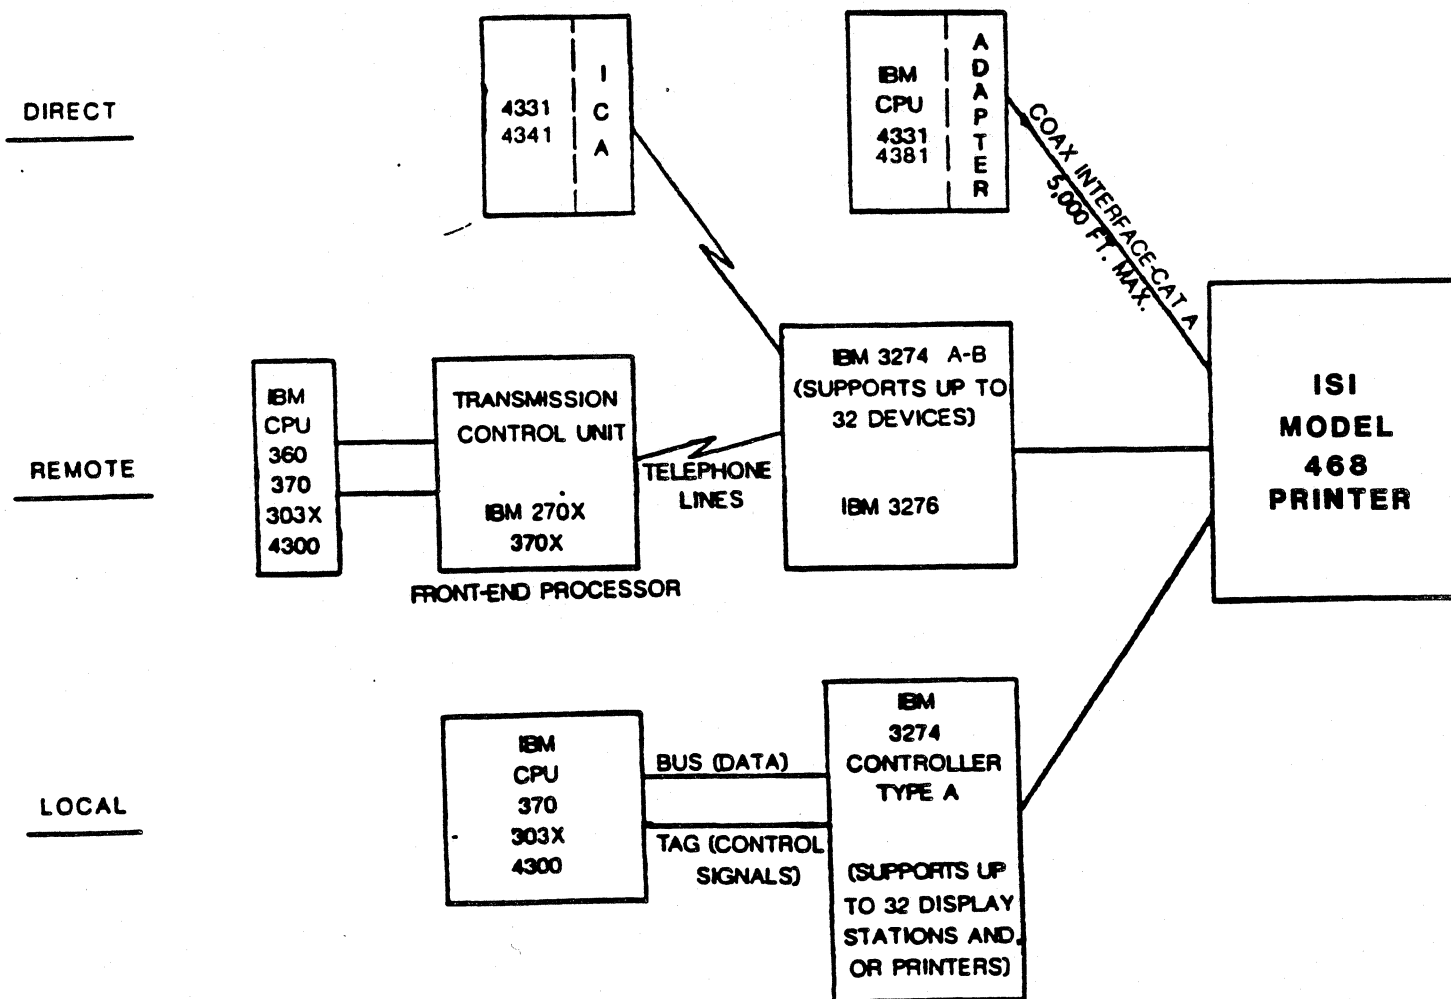 DIRECT
4331
4341
ICA
IBM
CPU
4331
4381
ADAPTER
COAX INTERFACE-CAT A
5,000 FT. MAX.
REMOTE
IBM
CPU
360
370
303X
4300
TRANSMISSION
CONTROL UNIT
IBM 270X
370X
FRONT-END PROCESSOR
TELEPHONE
LINES
IBM 3274 A-B
(SUPPORTS UP TO
32 DEVICES)
IBM 3276
ISI
MODEL
468
PRINTER
LOCAL
IBM
CPU
370
303X
4300
BUS (DATA)
TAG (CONTROL
SIGNALS)
IBM
3274
CONTROLLER
TYPE A
(SUPPORTS UP
TO 32 DISPLAY
STATIONS AND
OR PRINTERS)